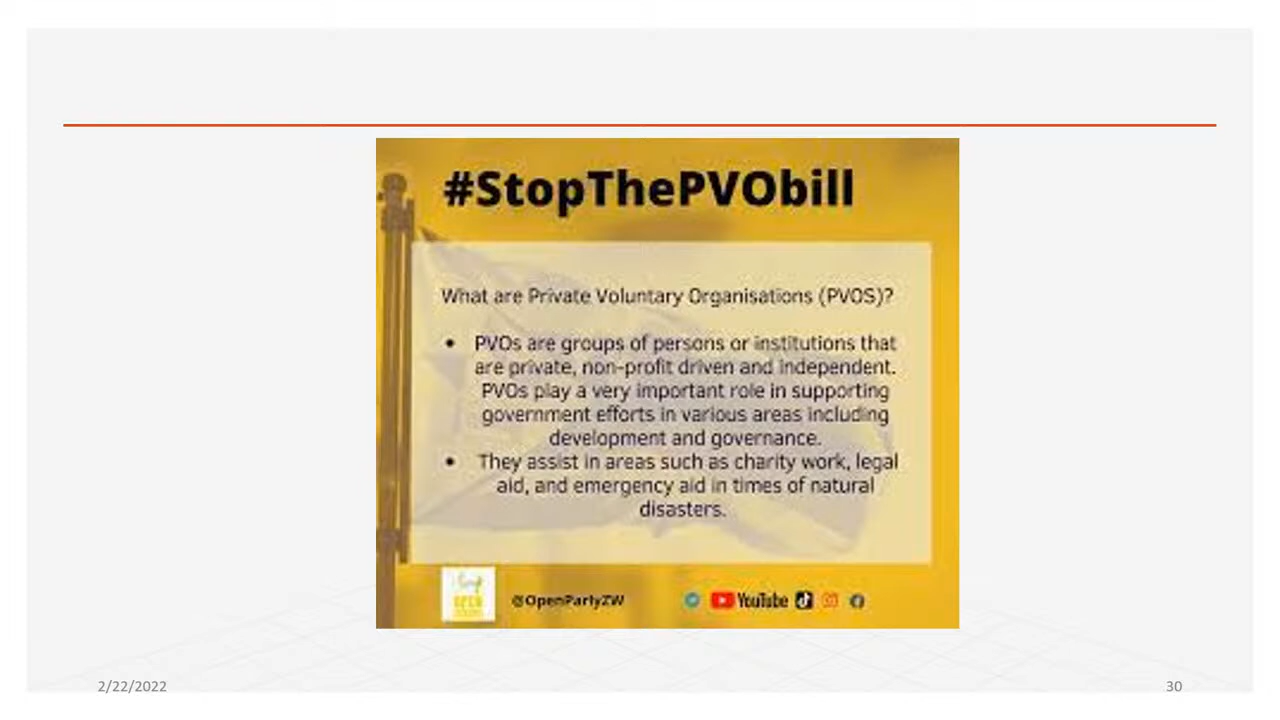 #StopThePVObill
What are Private Voluntary Organisations (PVOS)?
• PVOs are groups of persons or institutions that
are private, non-profit driven and independent.
PVOs play a very important role in supporting
government efforts in various areas including
development and governance.
• They assist in areas such as charity work, legal
aid, and emergency aid in times of natural
disasters.
OPEN
@OpenParlyZW
YouTube
2/22/2022
30